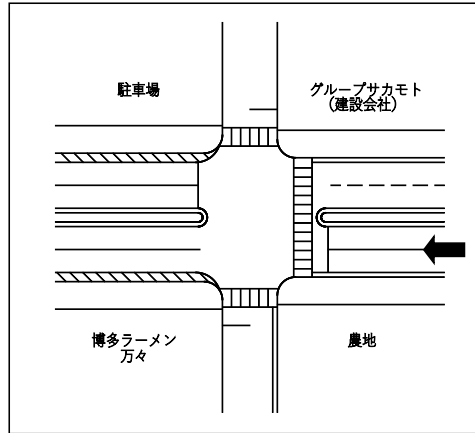 駐車場
グループサカモト
(建設会社)
博多ラーメン
万々
農地